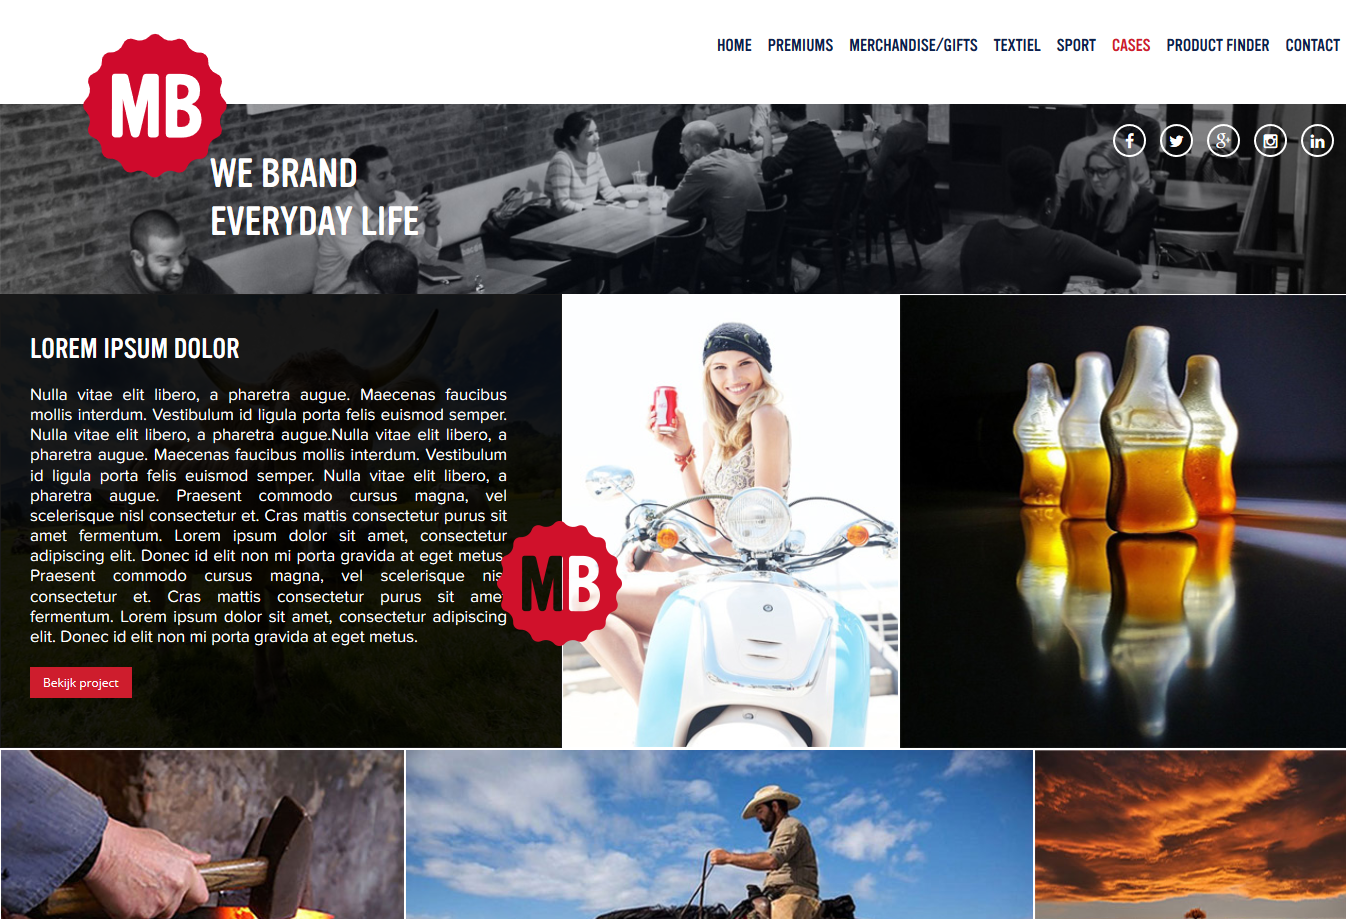 MB
HOME PREMIUMS MERCHANDISE/GIFTS TEXTIEL SPORT CASES PRODUCT FINDER CONTACT
WE BRAND
EVERYDAY LIFE
LOREM IPSUM DOLOR
Nulla vitae elit libero, a pharetra augue. Maecenas faucibus
mollis interdum. Vestibulum id ligula porta felis euismod semper.
Nulla vitae elit libero, a pharetra augue.Nulla vitae elit libero, a
pharetra augue. Maecenas faucibus mollis interdum. Vestibulum
id ligula porta felis euismod semper. Nulla vitae elit libero, a
pharetra augue. Praesent commodo cursus magna, vel
scelerisque nisl consectetur et. Cras mattis consectetur purus sit
amet fermentum. Lorem ipsum dolor sit amet, consectetur
adipiscing elit. Donec id elit non mi porta gravida at eget metus.
Praesent commodo cursus magna, vel scelerisque nis
consectetur et. Cras mattis consectetur purus sit ame
fermentum. Lorem ipsum dolor sit amet, consectetur adipiscing
elit. Donec id elit non mi porta gravida at eget metus.
MB
Bekijk project